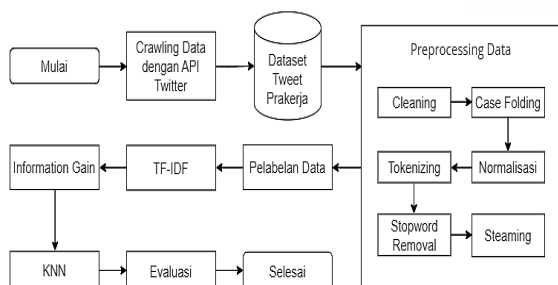 Mulai
Crawling Data
dengan API
Twitter
Dataset
Tweet
Prakerja
Preprocessing Data
Cleaning
Case Folding
Normalisasi
Tokenizing
Stopword
Removal
Steaming
Pelabelan Data
TF-IDF
Information Gain
KNN
Evaluasi
Selesai